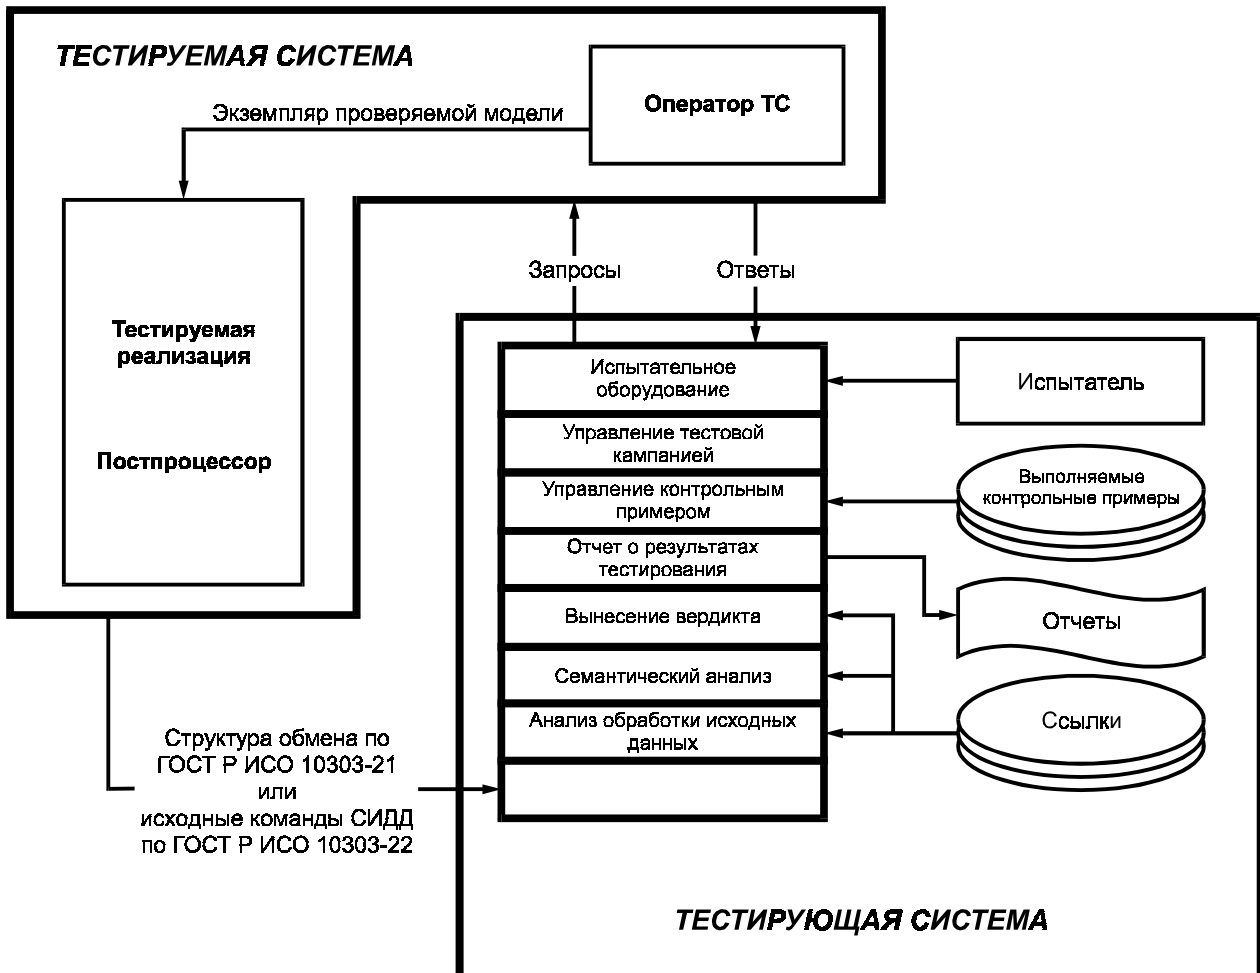 ТЕСТИРУЕМАЯ СИСТЕМА
Оператор ТС
Экземпляр проверяемой модели
Тестируемая
реализация
Постпроцессор
Запросы
Ответы
Испытательное
оборудование
Испытатель
Управление тестовой
кампанией
Управление контрольным
примером
Выполняемые
контрольные примеры
Отчет о результатах
тестирования
Вынесение вердикта
Отчеты
Семантический анализ
Анализ обработки исходных
данных
Ссылки
Структура обмена по
ГОСТ Р ИСО 10303-21
или
исходные команды СИДД
по ГОСТ Р ИСО 10303-22
ТЕСТИРУЮЩАЯ СИСТЕМА